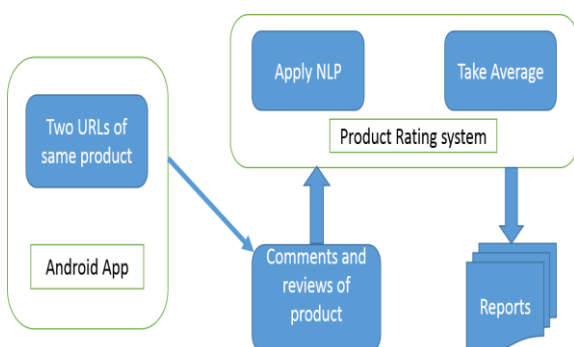 Two URLs of
same product
Android App
Apply NLP
Take Average
Product Rating system
Comments and
reviews of
product
Reports